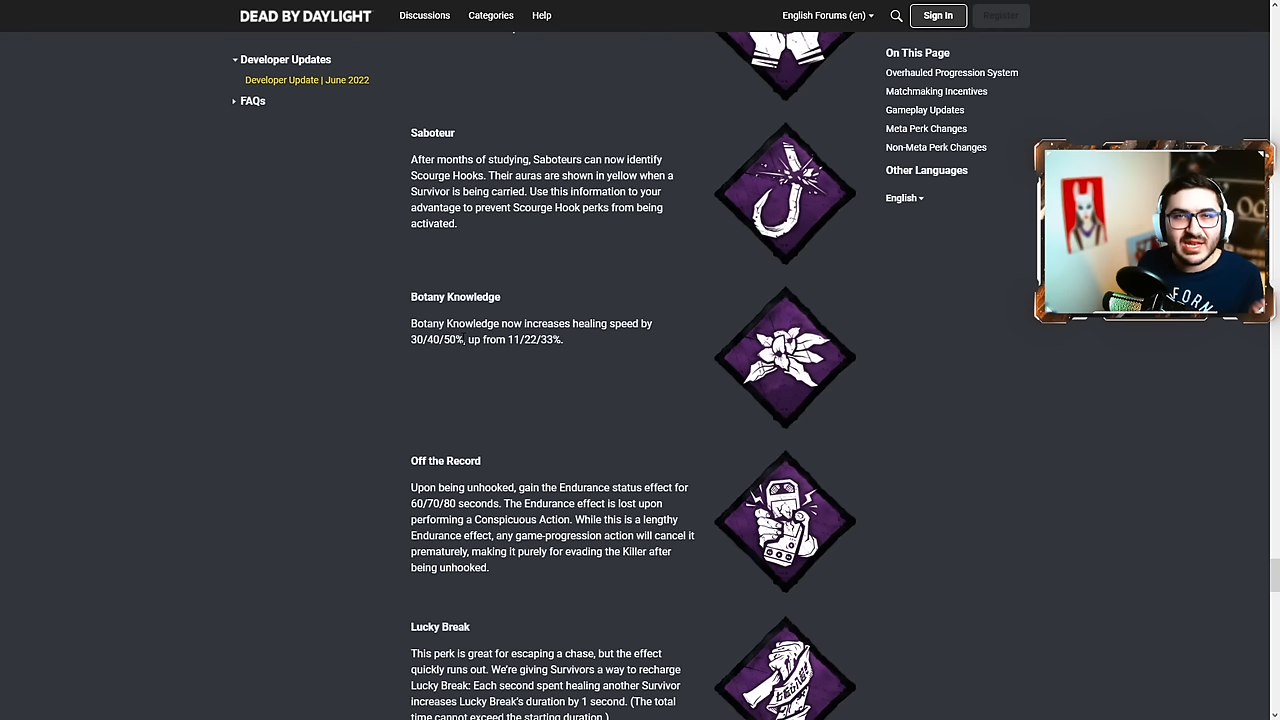 DEAD BY DAYLIGHT
Discussions
Categories
Help
English Forums (en)
Sign In
Register
Developer Updates
Developer Update | June 2022
FAQs
Saboteur
After months of studying, Saboteurs can now identify
Scourge Hooks. Their auras are shown in yellow when a
Survivor is being carried. Use this information to your
advantage to prevent Scourge Hook perks from being
activated.
Botany Knowledge
Botany Knowledge now increases healing speed by
30/40/50%, up from 11/22/33%.
Off the Record
Upon being unhooked, gain the Endurance status effect for
60/70/80 seconds. The Endurance effect is lost upon
performing a Conspicuous Action. While this is a lengthy
Endurance effect, any game-progression action will cancel it
prematurely, making it purely for evading the Killer after
being unhooked.
Lucky Break
This perk is great for escaping a chase, but the effect
quickly runs out. We're giving Survivors a way to recharge
Lucky Break: Each second spent healing another Survivor
increases Lucky Break's duration by 1 second. (The total
time cannot exceed the starting duration.)
On This Page
Overhauled Progression System
Matchmaking Incentives
Gameplay Updates
Meta Perk Changes
Non-Meta Perk Changes
Other Languages
English